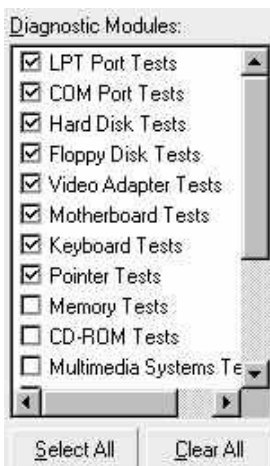 Diagnostic Modules:
LPT Port Tests
COM Port Tests
Hard Disk Tests
Floppy Disk Tests
Video Adapter Tests
Motherboard Tests
Keyboard Tests
Pointer Tests
Memory Tests
CD-ROM Tests
Multimedia Systems Te
Select All Clear All